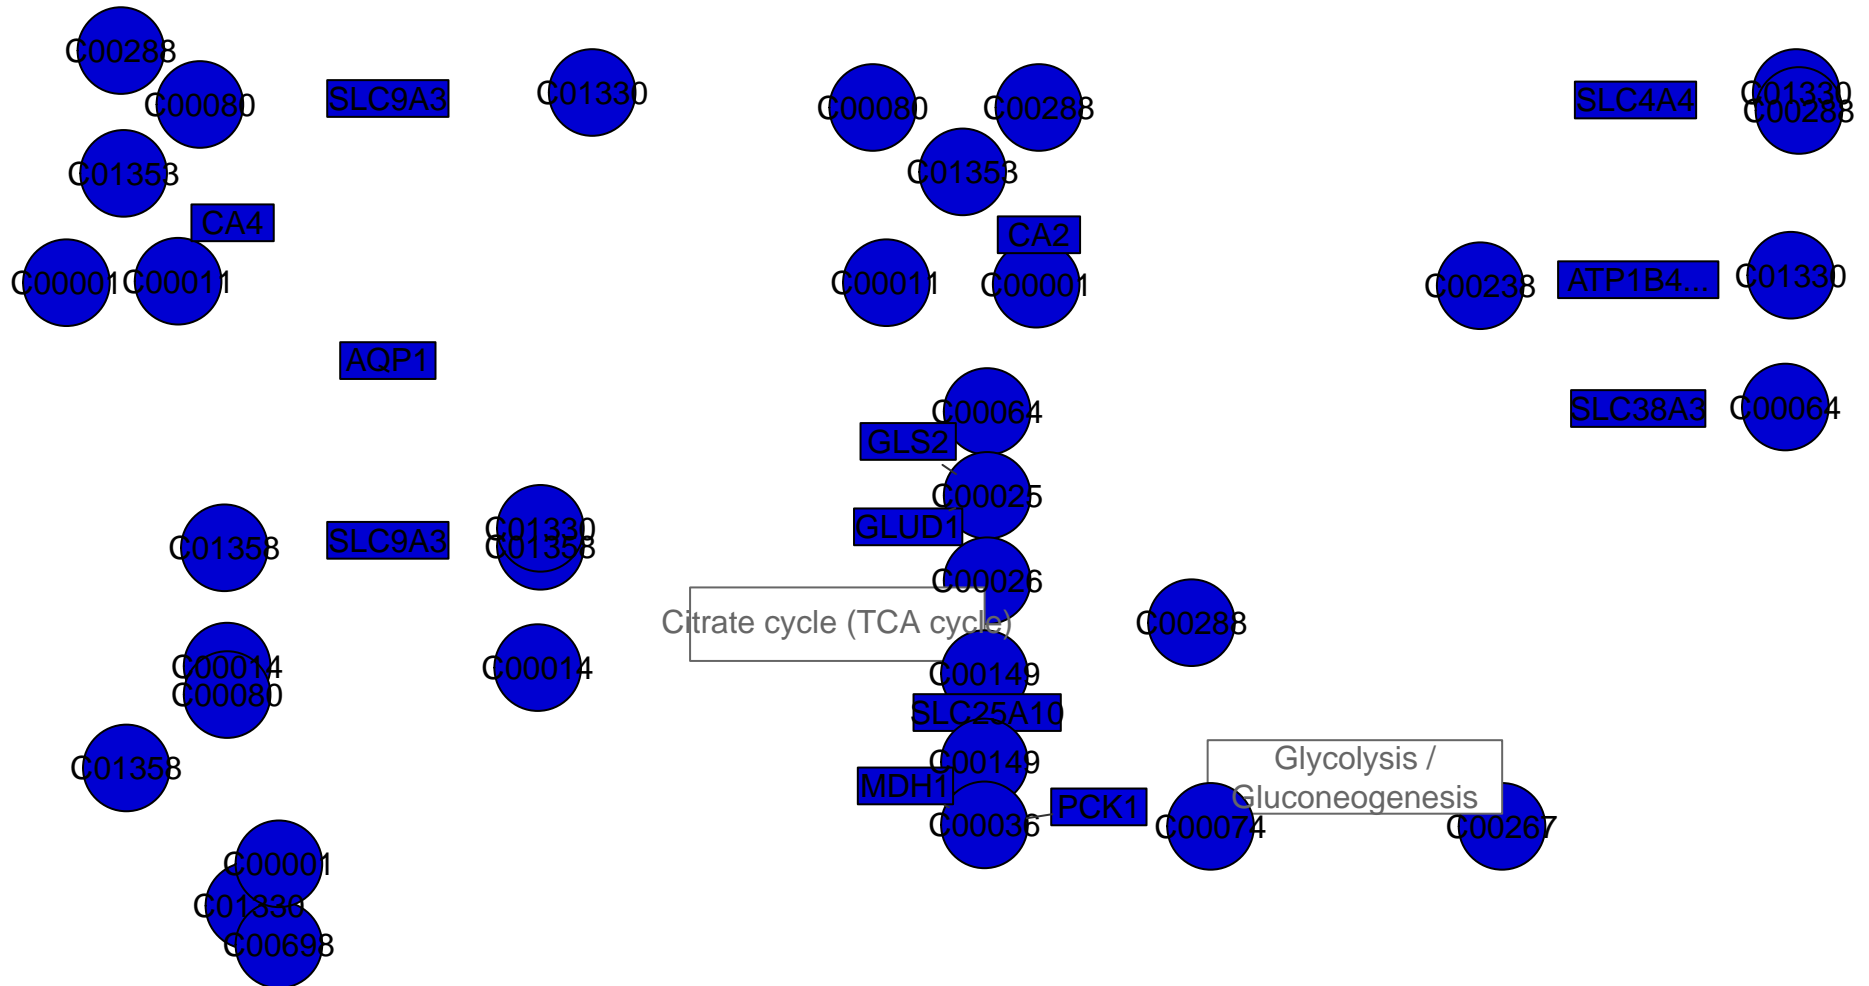 C00288
C00080
SLC9A3
C01330
C00080
C00288
SLC4A4
C01330
C00288
C01353
C01353
CA4
CA2
C00001
C00011
C00011
C00001
C00238
ATP1B4...
C01330
AQP1
C00064
SLC38A3
C00064
GLS2
C00025
GLUD1
C01358
SLC9A3
C01330
C01358
C00026
Citrate cycle (TCA cycle)
C00288
C00014
C00080
C00014
C00149
SLC25A10
C01358
C00149
Glycolysis /
Gluconeogenesis
MDH1
PCK1
C00036
C00074
C00267
C00001
C01330
C00698